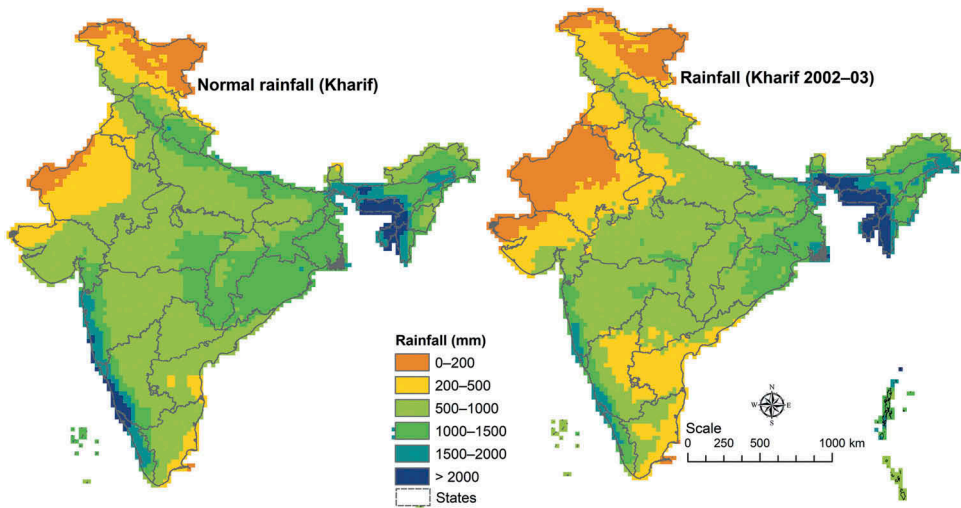 Normal rainfall (Kharif)
Rainfall (Kharif 2002–03)
Rainfall (mm)
0–200
200–500
500–1000
1000–1500
1500–2000
> 2000
States
N
W E
S
Scale
0 250 500 1000 km